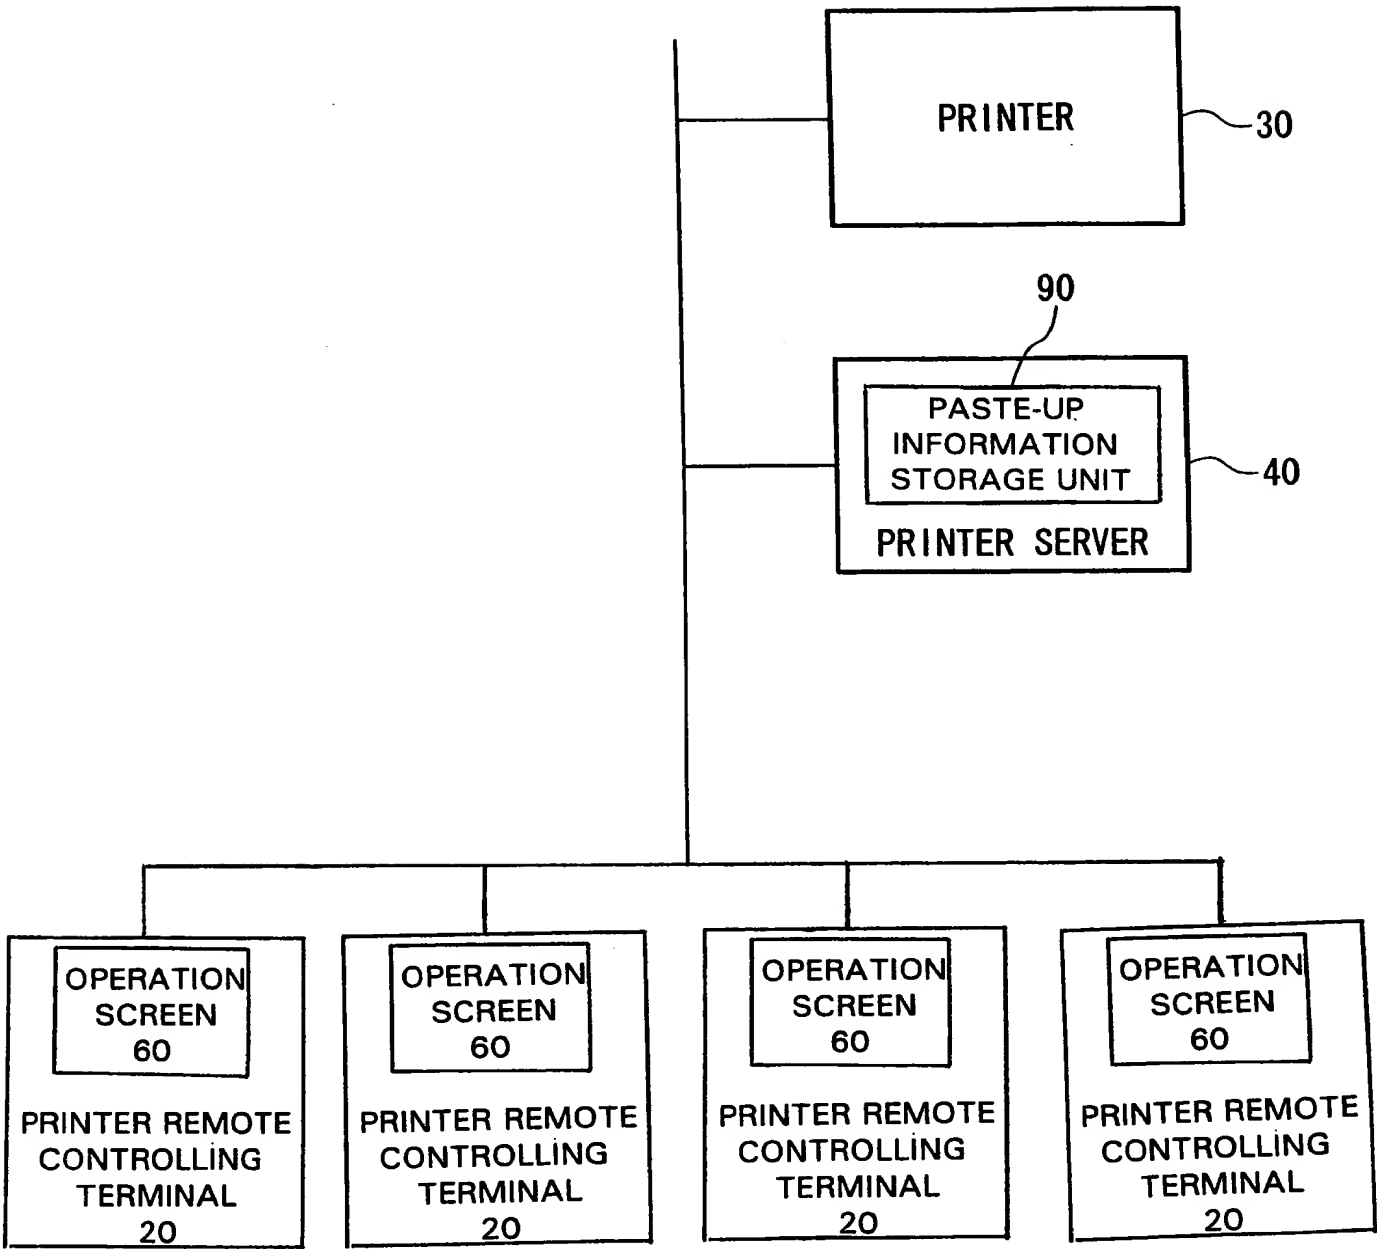 PRINTER
30
90
PASTE-UP
INFORMATION
STORAGE UNIT
40
PRINTER SERVER
OPERATION
SCREEN
60
PRINTER REMOTE
CONTROLLING
TERMINAL
20
OPERATION
SCREEN
60
PRINTER REMOTE
CONTROLLING
TERMINAL
20
OPERATION
SCREEN
60
PRINTER REMOTE
CONTROLLING
TERMINAL
20
OPERATION
SCREEN
60
PRINTER REMOTE
CONTROLLING
TERMINAL
20